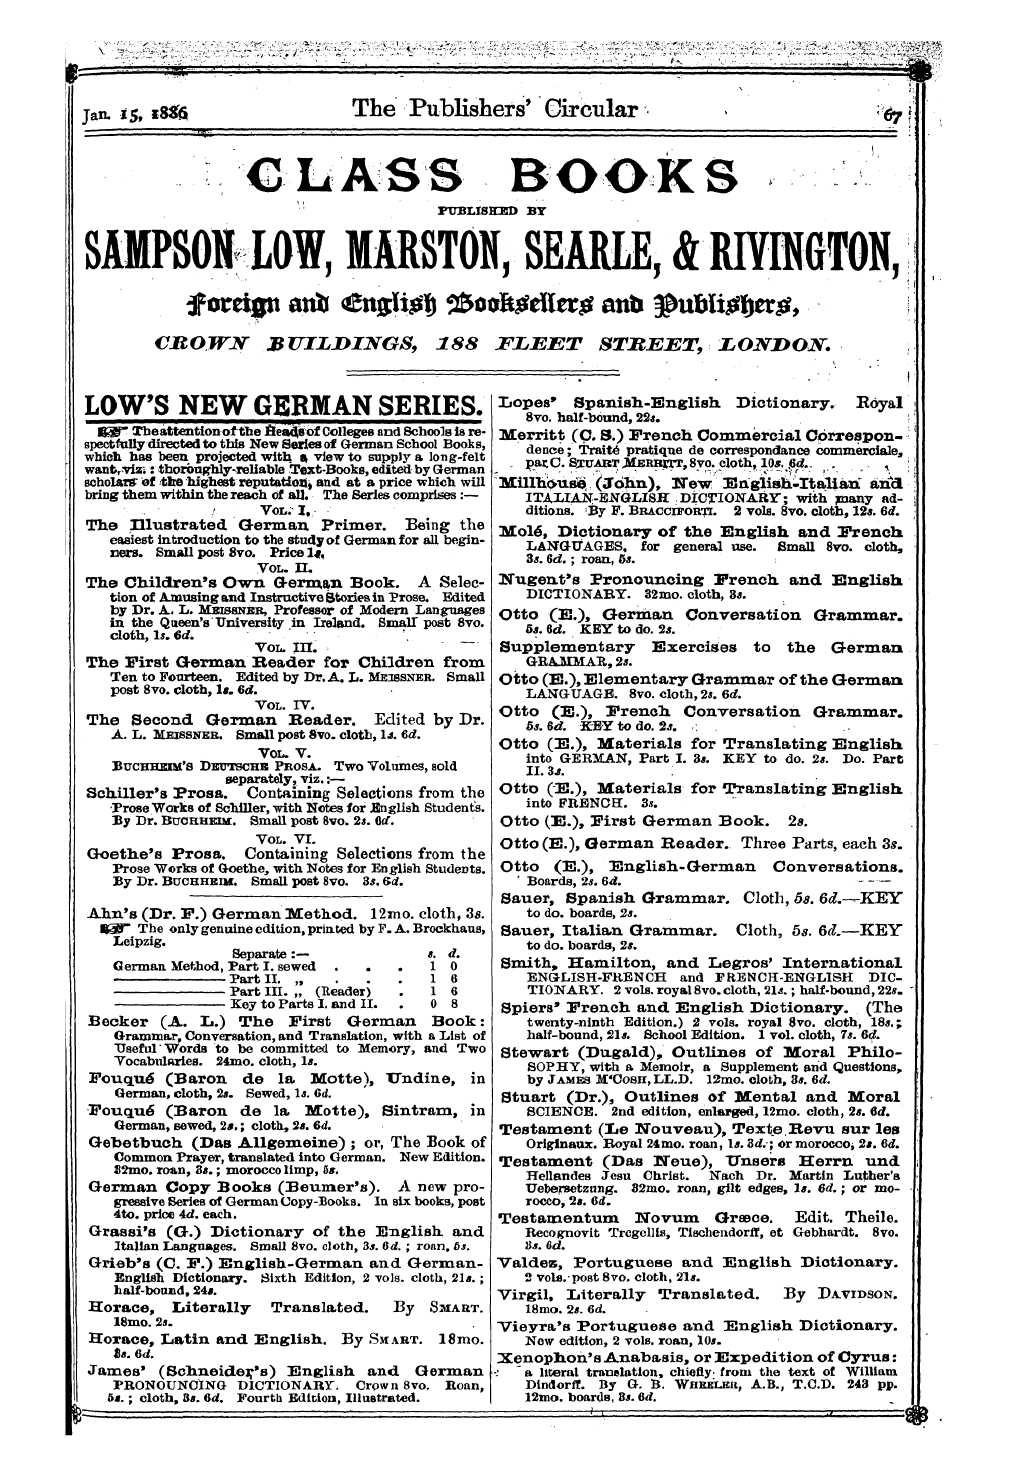 Jan. 15, 1886 The Publishers' Circular 67
CLASS BOOKS
PUBLISHED BY
SAMPSON LOW, MARSTON, SEARLE, & RIVINGTON,
Foreign and English Booksellers and Publishers,
CROWN BUILDINGS, 188 FLEET STREET, LONDON.
LOW'S NEW GERMAN SERIES.
☞ The attention of the Heads of Colleges and Schools is re-
spectfully directed to this New Series of German School Books,
which has been projected with a view to supply a long-felt
want, viz.: thoroughly-reliable Text-Books, edited by German
scholars of the highest reputation, and at a price which will
bring them within the reach of all. The Series comprises :—
VOL. I.
The Illustrated German Primer. Being the
easiest introduction to the study of German for all begin-
ners. Small post 8vo. Price 1s.
VOL. II.
The Children's Own German Book. A Selec-
tion of Amusing and Instructive Stories in Prose. Edited
by Dr. A. L. MEISSNER, Professor of Modern Languages
in the Queen's University in Ireland. Small post 8vo.
cloth, 1s. 6d.
VOL. III.
The First German Reader for Children from
Ten to Fourteen. Edited by Dr. A. L. MEISSNER. Small
post 8vo. cloth, 1s. 6d.
VOL. IV.
The Second German Reader. Edited by Dr.
A. L. MEISSNER. Small post 8vo. cloth, 1s. 6d.
VOL. V.
BUCHHEIM'S DEUTSCHE PROSA. Two Volumes, sold
separately, viz. :—
Schiller's Prosa. Containing Selections from the
Prose Works of Schiller, with Notes for English Students.
By Dr. BUCHHEIM. Small post 8vo. 2s. 6d.
VOL. VI.
Goethe's Prosa. Containing Selections from the
Prose Works of Goethe, with Notes for English Students.
By Dr. BUCHHEIM. Small post 8vo. 3s. 6d.
Ahn's (Dr. F.) German Method. 12mo. cloth, 3s.
☞ The only genuine edition, printed by F. A. Brockhaus,
Leipzig.
Separate :— s. d.
German Method, Part I. sewed . . . 1 0
——— Part II. „ . . . 1 6
——— Part III. „ (Reader) . 1 6
——— Key to Parts I. and II. . 0 8
Becker (A. L.) The First German Book:
Grammar, Conversation, and Translation, with a List of
Useful Words to be committed to Memory, and Two
Vocabularies. 24mo. cloth, 1s.
Fouqué (Baron de la Motte), Undine, in
German, cloth, 2s. Sewed, 1s. 6d.
Fouqué (Baron de la Motte), Sintram, in
German, sewed, 2s.; cloth, 2s. 6d.
Gebetbuch (Das Allgemeine); or, The Book of
Common Prayer, translated into German. New Edition.
32mo. roan, 3s.; morocco limp, 5s.
German Copy Books (Beumer's). A new pro-
gressive Series of German Copy-Books. In six books, post
4to. price 4d. each.
Grassi's (G.) Dictionary of the English and
Italian Languages. Small 8vo. cloth, 3s. 6d.; roan, 5s.
Grieb's (C. F.) English-German and German-
English Dictionary. Sixth Edition, 2 vols. cloth, 21s.;
half-bound, 24s.
Horace, Literally Translated. By SMART.
18mo. 2s.
Horace, Latin and English. By SMART. 18mo.
3s. 6d.
James' (Schneider's) English and German
PRONOUNCING DICTIONARY. Crown 8vo. Roan,
5s.; cloth, 3s. 6d. Fourth Edition, Illustrated.
Lopes' Spanish-English Dictionary. Royal
8vo. half-bound, 22s.
Merritt (C. S.) French Commercial Correspon-
dence; Traité pratique de correspondance commerciale,
par C. STUART MERRITT, 8vo. cloth, 10s. 6d.
Millhouse (John), New English-Italian and
ITALIAN-ENGLISH DICTIONARY; with many ad-
ditions. By F. BRACCIFORTI. 2 vols. 8vo. cloth, 12s. 6d.
Molé, Dictionary of the English and French
LANGUAGES, for general use. Small 8vo. cloth,
3s. 6d.; roan, 5s.
Nugent's Pronouncing French and English
DICTIONARY. 32mo. cloth, 3s.
Otto (E.), German Conversation Grammar.
5s. 6d. KEY to do. 2s.
Supplementary Exercises to the German
GRAMMAR, 2s.
Otto (E.), Elementary Grammar of the German
LANGUAGE. 8vo. cloth, 2s. 6d.
Otto (E.), French Conversation Grammar.
5s. 6d. KEY to do. 2s.
Otto (E.), Materials for Translating English
into GERMAN, Part I. 3s. KEY to do. 2s. Do. Part
II. 3s.
Otto (E.), Materials for Translating English
into FRENCH. 3s.
Otto (E.), First German Book. 2s.
Otto (E.), German Reader. Three Parts, each 3s.
Otto (E.), English-German Conversations.
Boards, 2s. 6d.
Sauer, Spanish Grammar. Cloth, 5s. 6d.—KEY
to do. boards, 2s.
Sauer, Italian Grammar. Cloth, 5s. 6d.—KEY
to do. boards, 2s.
Smith, Hamilton, and Legros' International
ENGLISH-FRENCH and FRENCH-ENGLISH DIC-
TIONARY. 2 vols. royal 8vo. cloth, 21s.; half-bound, 22s.
Spiers' French and English Dictionary. (The
twenty-ninth Edition.) 2 vols. royal 8vo. cloth, 18s.;
half-bound, 21s. School Edition. 1 vol. cloth, 7s. 6d.
Stewart (Dugald), Outlines of Moral Philo-
SOPHY, with a Memoir, a Supplement and Questions,
by JAMES M'COSH, LL.D. 12mo. cloth, 3s. 6d.
Stuart (Dr.), Outlines of Mental and Moral
SCIENCE. 2nd edition, enlarged, 12mo. cloth, 2s. 6d.
Testament (Le Nouveau), Texte Revu sur les
Originaux. Royal 24mo. roan, 1s. 3d.; or morocco, 2s. 6d.
Testament (Das Neue), Unsers Herrn und
Heilandes Jesu Christ. Nach Dr. Martin Luther's
Uebersetzung. 32mo. roan, gilt edges, 1s. 6d.; or mo-
rocco, 2s. 6d.
Testamentum Novum Græce. Edit. Theile.
Recognovit Tregellis, Tischendorff, et Gebhardt. 8vo.
3s. 6d.
Valdez, Portuguese and English Dictionary.
2 vols. post 8vo. cloth, 21s.
Virgil, Literally Translated. By DAVIDSON.
18mo. 2s. 6d.
Vieyra's Portuguese and English Dictionary.
New edition, 2 vols. roan, 10s.
Xenophon's Anabasis, or Expedition of Cyrus:
a literal translation, chiefly from the text of William
Dindorff. By G. B. WHEELER, A.B., T.C.D. 243 pp.
12mo. boards, 3s. 6d.